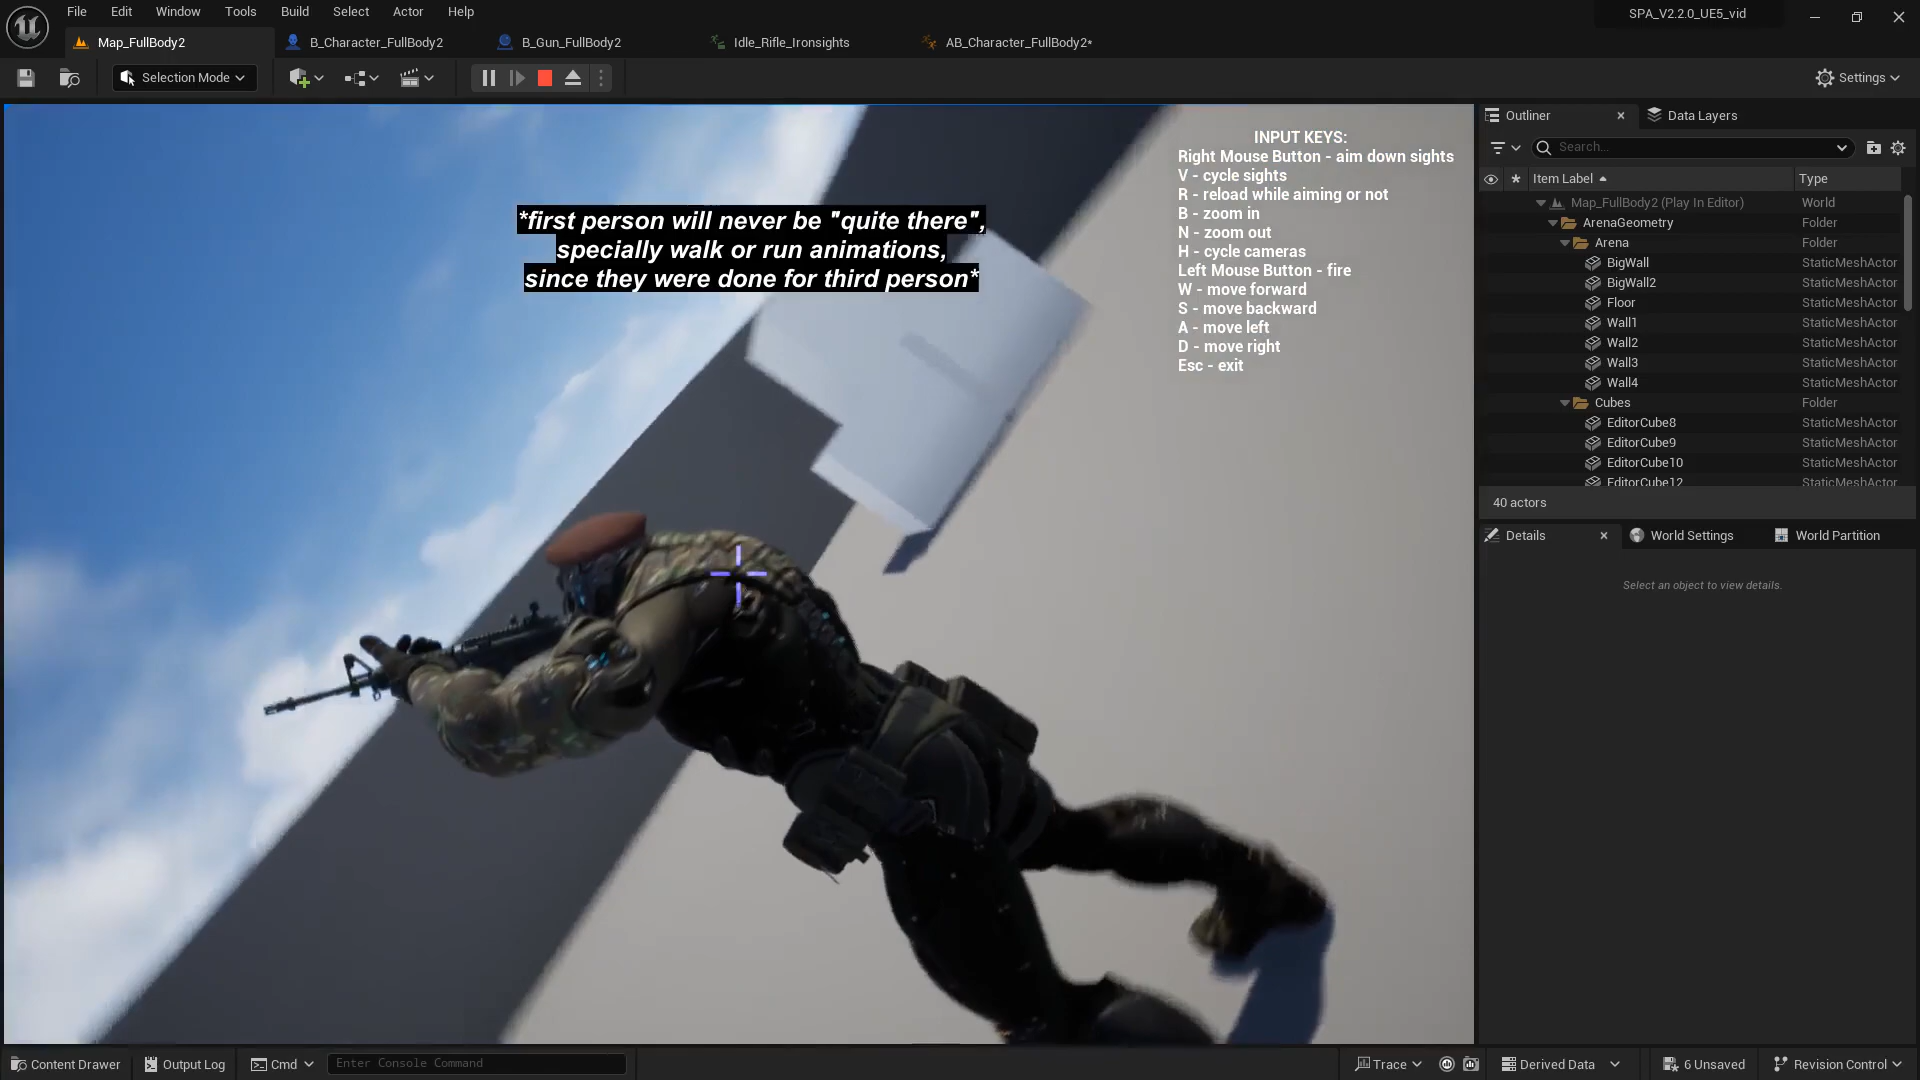 File Edit Window Tools Build Select Actor Help
SPA_V2.2.0_UE5_vid
Map_FullBody2
B_Character_FullBody2
B_Gun_FullBody2
Idle_Rifle_Ironsights
AB_Character_FullBody2*
Selection Mode
Settings
*first person will never be "quite there",
specially walk or run animations,
since they were done for third person*
INPUT KEYS:
Right Mouse Button - aim down sights
V - cycle sights
R - reload while aiming or not
B - zoom in
N - zoom out
H - cycle cameras
Left Mouse Button - fire
W - move forward
S - move backward
A - move left
D - move right
Esc - exit
Outliner
Data Layers
Search...
Item Label Type
Map_FullBody2 (Play In Editor) World
ArenaGeometry Folder
Arena Folder
BigWall StaticMeshActor
BigWall2 StaticMeshActor
Floor StaticMeshActor
Wall1 StaticMeshActor
Wall2 StaticMeshActor
Wall3 StaticMeshActor
Wall4 StaticMeshActor
Cubes Folder
EditorCube8 StaticMeshActor
EditorCube9 StaticMeshActor
EditorCube10 StaticMeshActor
EditorCube12 StaticMeshActor
40 actors
Details
World Settings
World Partition
Select an object to view details.
Content Drawer
Output Log
Cmd
Enter Console Command
Trace
Derived Data
6 Unsaved
Revision Control